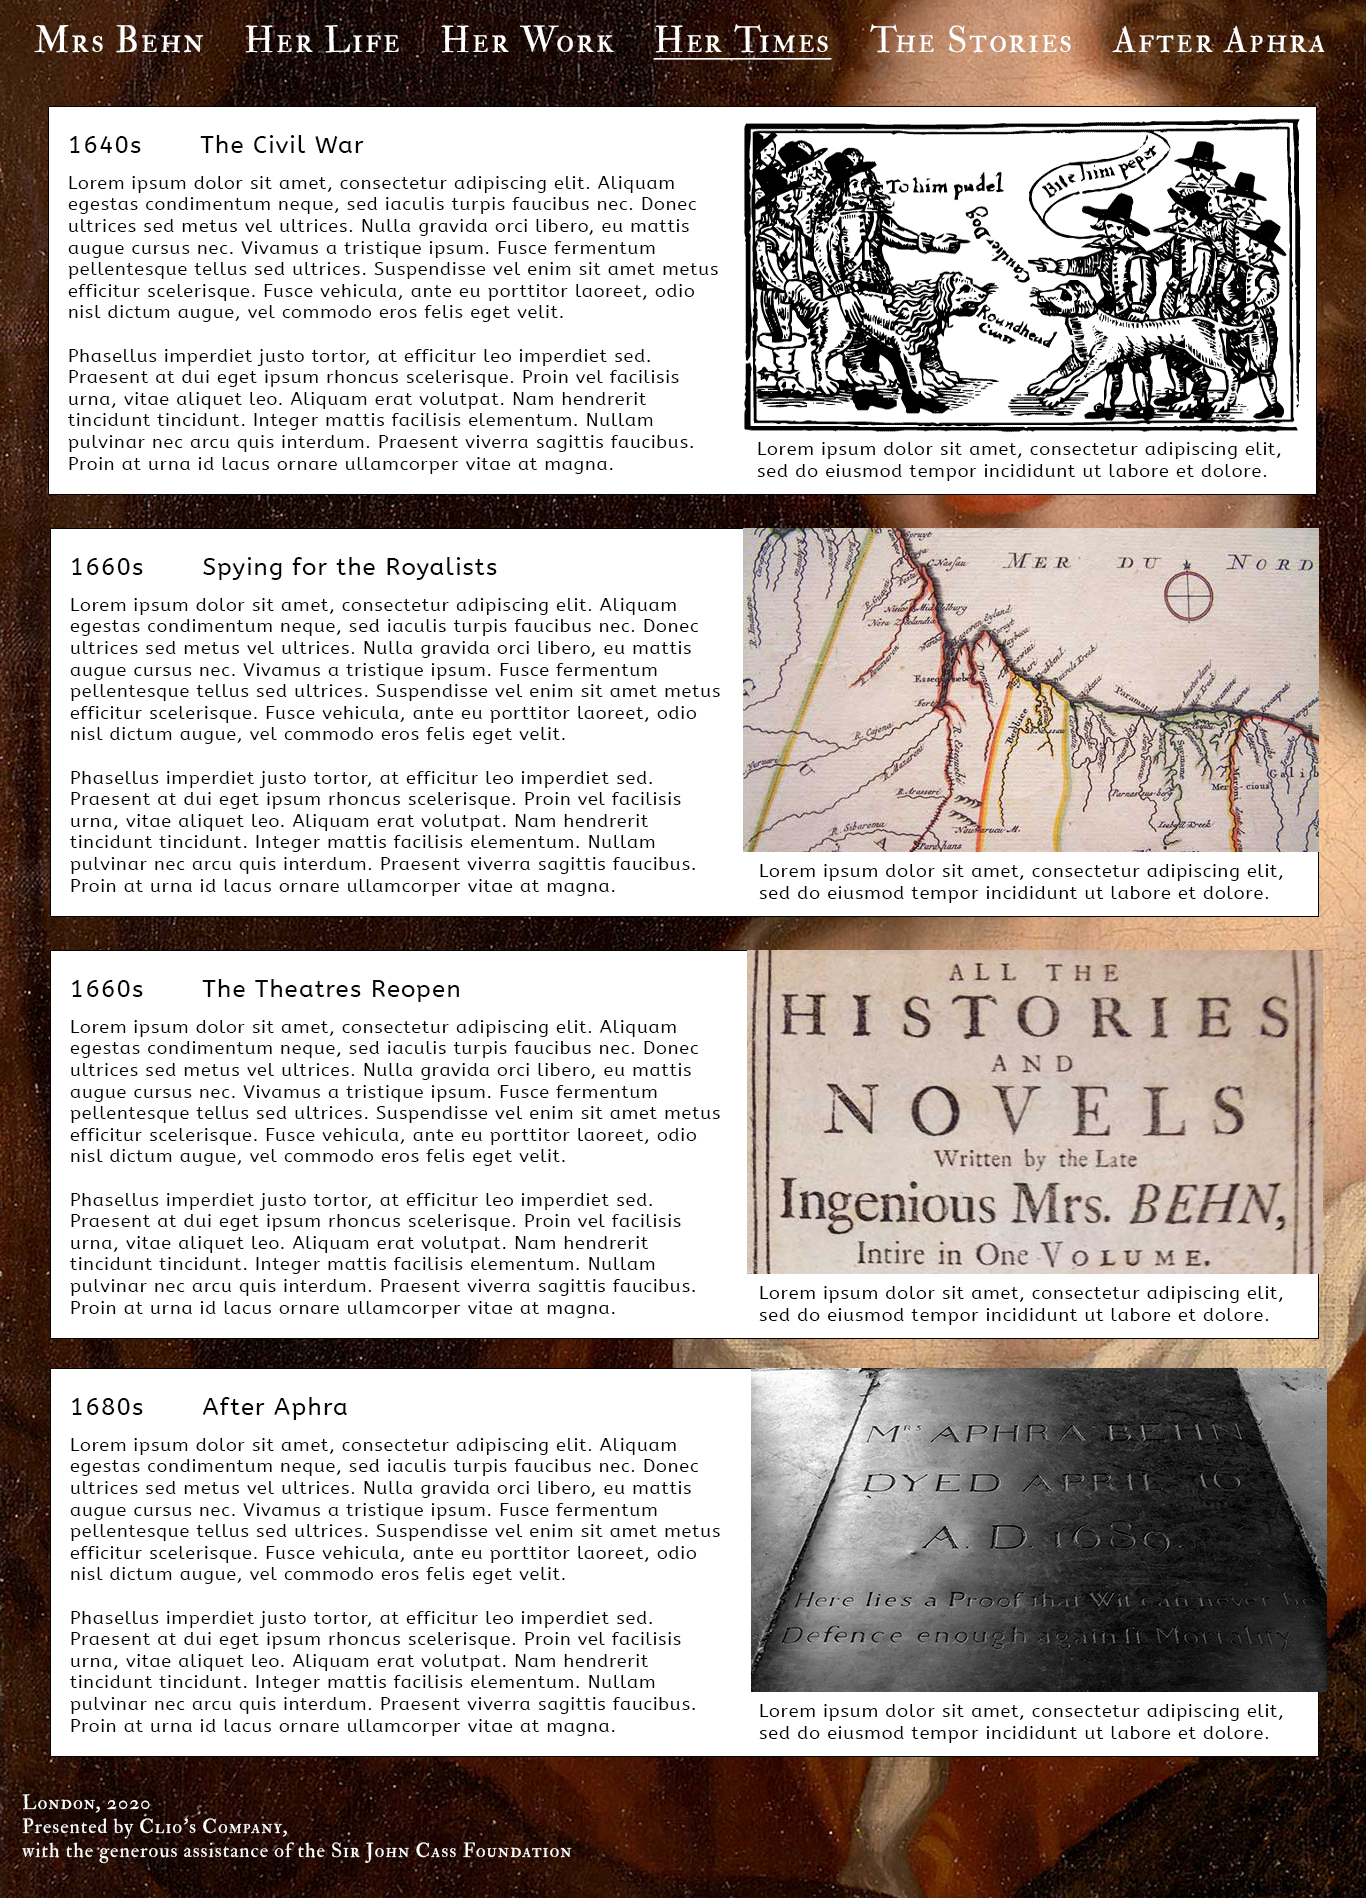 Mrs Behn Her Life Her Work Her Times The Stories After Aphra
1640s The Civil War
Lorem ipsum dolor sit amet, consectetur adipiscing elit. Aliquam
egestas condimentum neque, sed iaculis turpis faucibus nec. Donec
ultrices sed metus vel ultrices. Nulla gravida orci libero, eu mattis
augue cursus nec. Vivamus a tristique ipsum. Fusce fermentum
pellentesque tellus sed ultrices. Suspendisse vel enim sit amet metus
efficitur scelerisque. Fusce vehicula, ante eu porttitor laoreet, odio
nisl dictum augue, vel commodo eros felis eget velit.
Phasellus imperdiet justo tortor, at efficitur leo imperdiet sed.
Praesent at dui eget ipsum rhoncus scelerisque. Proin vel facilisis
urna, vitae aliquet leo. Aliquam erat volutpat. Nam hendrerit
tincidunt tincidunt. Integer mattis facilisis elementum. Nullam
pulvinar nec arcu quis interdum. Praesent viverra sagittis faucibus.
Proin at urna id lacus ornare ullamcorper vitae at magna.
To him pudel
Bite him peper
Cavalier Dog
Roundhead
Curr
Lorem ipsum dolor sit amet, consectetur adipiscing elit,
sed do eiusmod tempor incididunt ut labore et dolore.
1660s Spying for the Royalists
Lorem ipsum dolor sit amet, consectetur adipiscing elit. Aliquam
egestas condimentum neque, sed iaculis turpis faucibus nec. Donec
ultrices sed metus vel ultrices. Nulla gravida orci libero, eu mattis
augue cursus nec. Vivamus a tristique ipsum. Fusce fermentum
pellentesque tellus sed ultrices. Suspendisse vel enim sit amet metus
efficitur scelerisque. Fusce vehicula, ante eu porttitor laoreet, odio
nisl dictum augue, vel commodo eros felis eget velit.
Phasellus imperdiet justo tortor, at efficitur leo imperdiet sed.
Praesent at dui eget ipsum rhoncus scelerisque. Proin vel facilisis
urna, vitae aliquet leo. Aliquam erat volutpat. Nam hendrerit
tincidunt tincidunt. Integer mattis facilisis elementum. Nullam
pulvinar nec arcu quis interdum. Praesent viverra sagittis faucibus.
Proin at urna id lacus ornare ullamcorper vitae at magna.
MER DU NORD
C. Nassau
R. Cajona
R. Mazaroni
R. Sibaroma
Berbice
Lorem ipsum dolor sit amet, consectetur adipiscing elit,
sed do eiusmod tempor incididunt ut labore et dolore.
1660s The Theatres Reopen
Lorem ipsum dolor sit amet, consectetur adipiscing elit. Aliquam
egestas condimentum neque, sed iaculis turpis faucibus nec. Donec
ultrices sed metus vel ultrices. Nulla gravida orci libero, eu mattis
augue cursus nec. Vivamus a tristique ipsum. Fusce fermentum
pellentesque tellus sed ultrices. Suspendisse vel enim sit amet metus
efficitur scelerisque. Fusce vehicula, ante eu porttitor laoreet, odio
nisl dictum augue, vel commodo eros felis eget velit.
Phasellus imperdiet justo tortor, at efficitur leo imperdiet sed.
Praesent at dui eget ipsum rhoncus scelerisque. Proin vel facilisis
urna, vitae aliquet leo. Aliquam erat volutpat. Nam hendrerit
tincidunt tincidunt. Integer mattis facilisis elementum. Nullam
pulvinar nec arcu quis interdum. Praesent viverra sagittis faucibus.
Proin at urna id lacus ornare ullamcorper vitae at magna.
ALL THE
HISTORIES
AND
NOVELS
Written by the Late
Ingenious Mrs. BEHN,
Intire in One VOLUME.
Lorem ipsum dolor sit amet, consectetur adipiscing elit,
sed do eiusmod tempor incididunt ut labore et dolore.
1680s After Aphra
Lorem ipsum dolor sit amet, consectetur adipiscing elit. Aliquam
egestas condimentum neque, sed iaculis turpis faucibus nec. Donec
ultrices sed metus vel ultrices. Nulla gravida orci libero, eu mattis
augue cursus nec. Vivamus a tristique ipsum. Fusce fermentum
pellentesque tellus sed ultrices. Suspendisse vel enim sit amet metus
efficitur scelerisque. Fusce vehicula, ante eu porttitor laoreet, odio
nisl dictum augue, vel commodo eros felis eget velit.
Phasellus imperdiet justo tortor, at efficitur leo imperdiet sed.
Praesent at dui eget ipsum rhoncus scelerisque. Proin vel facilisis
urna, vitae aliquet leo. Aliquam erat volutpat. Nam hendrerit
tincidunt tincidunt. Integer mattis facilisis elementum. Nullam
pulvinar nec arcu quis interdum. Praesent viverra sagittis faucibus.
Proin at urna id lacus ornare ullamcorper vitae at magna.
Mrs APHRA BEHN
DYED APRIL 16
A. D. 1689.
Here lies a Proof that Wit can never be
Defence enough againſt Mortality
Lorem ipsum dolor sit amet, consectetur adipiscing elit,
sed do eiusmod tempor incididunt ut labore et dolore.
London, 2020
Presented by Clio's Company,
with the generous assistance of the Sir John Cass Foundation